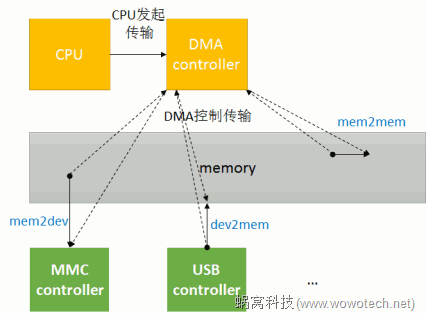 CPU发起
传输
CPU
DMA
controller
DMA控制传输
mem2mem
memory
mem2dev
dev2mem
MMC
controller
USB
controller
...
蜗窝科技(www.wowotech.net)